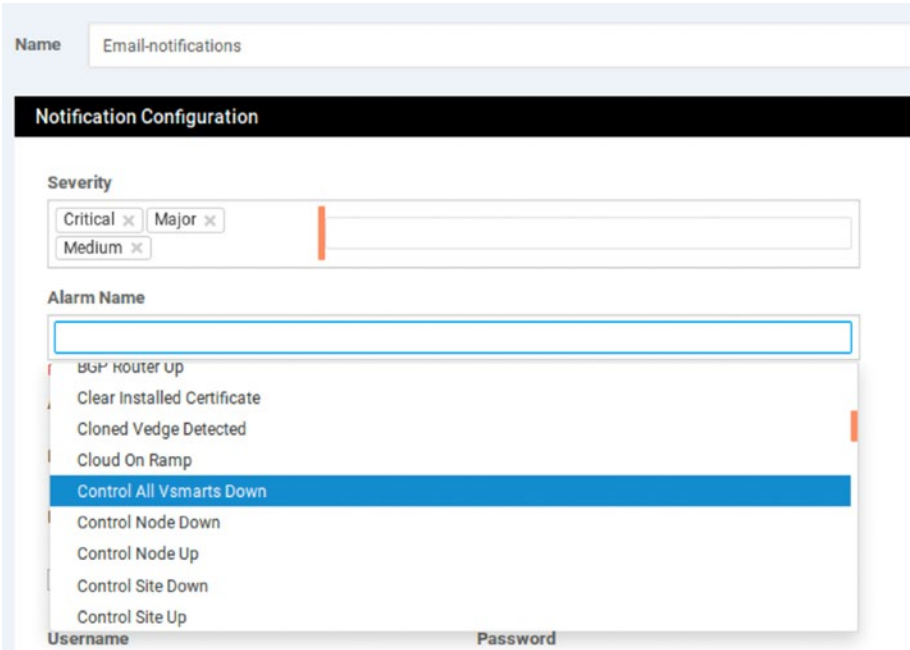 Name
Email-notifications
Notification Configuration
Severity
Critical × Major ×
Medium ×
Alarm Name
BGP Router Up
Clear Installed Certificate
Cloned Vedge Detected
Cloud On Ramp
Control All Vsmarts Down
Control Node Down
Control Node Up
Control Site Down
Control Site Up
Username Password